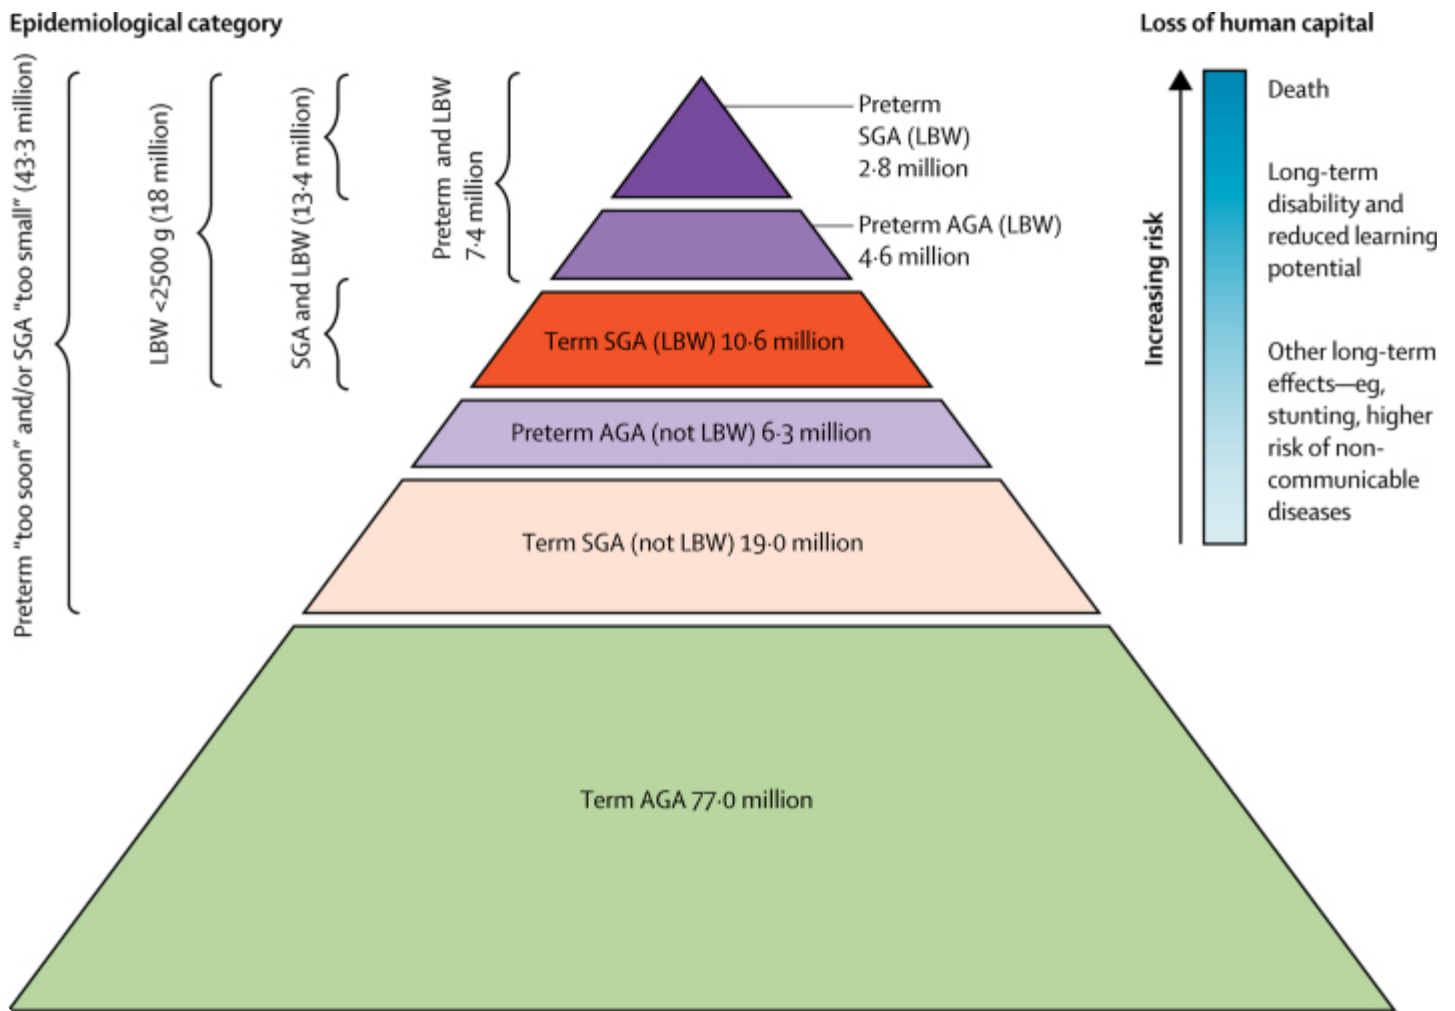 Epidemiological category
Loss of human capital
Preterm “too soon” and/or SGA “too small” (43·3 million)
LBW <2500 g (18 million)
SGA and LBW (13·4 million)
Preterm and LBW
7·4 million
Preterm
SGA (LBW)
2·8 million
Preterm AGA (LBW)
4·6 million
Term SGA (LBW) 10·6 million
Preterm AGA (not LBW) 6·3 million
Term SGA (not LBW) 19·0 million
Term AGA 77·0 million
Increasing risk
Death
Long-term
disability and
reduced learning
potential
Other long-term
effects—eg,
stunting, higher
risk of non-
communicable
diseases